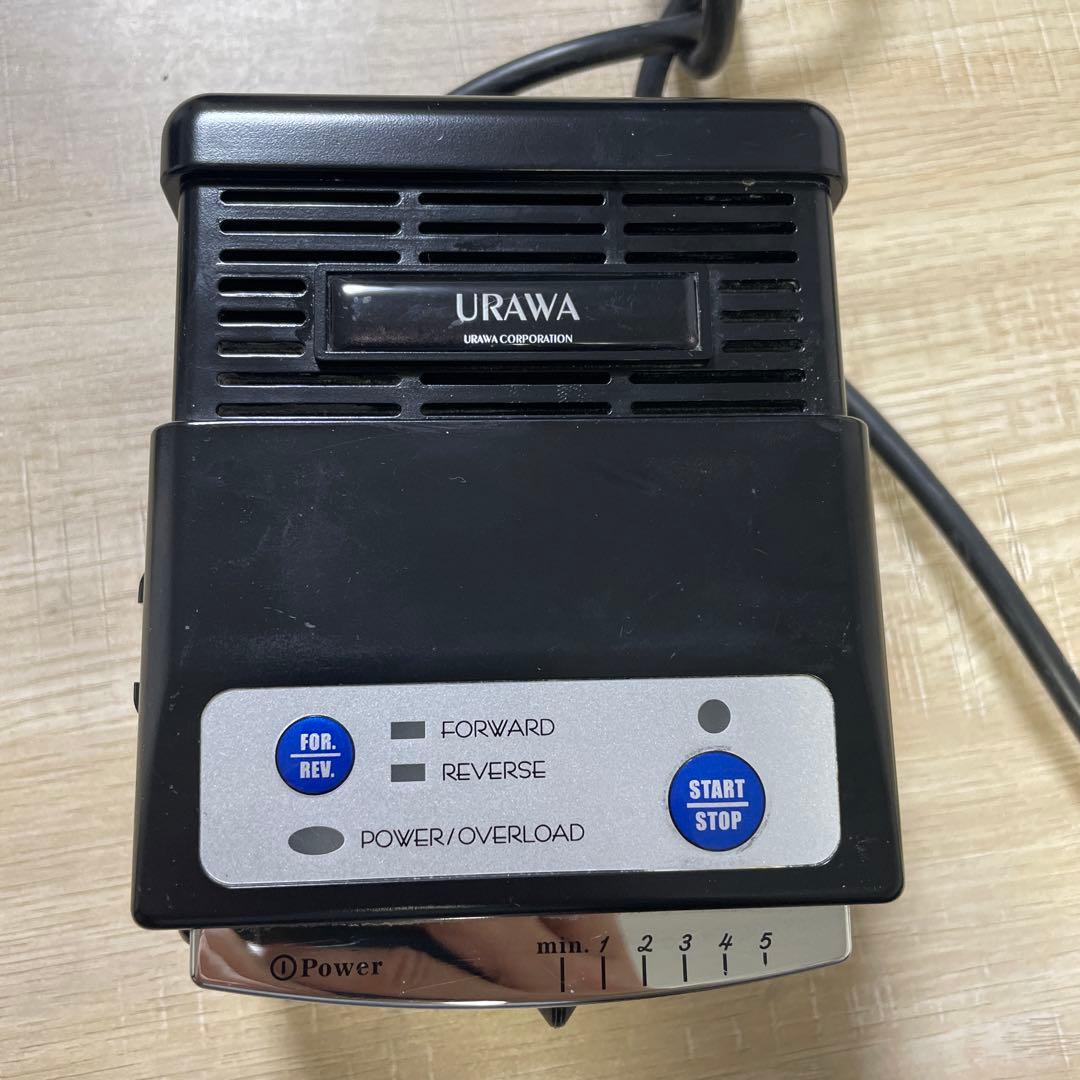 URAWA
URAWA CORPORATION
FOR.
REV.
FORWARD
REVERSE
START
STOP
POWER/OVERLOAD
Power
min. 1 2 3 4 5